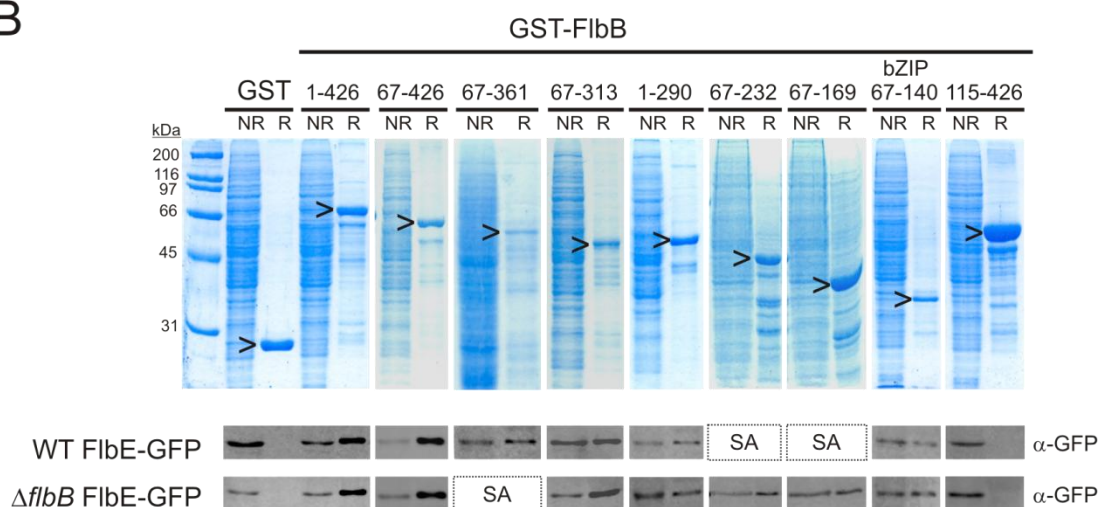 B
GST-FlbB
bZIP
GST 1-426 67-426 67-361 67-313 1-290 67-232 67-169 67-140 115-426
kDa NR R NR R NR R NR R NR R NR R NR R NR R NR R NR R
200
116
97
66 > > > > > > > > > >
45
31
WT FlbE-GFP SA SA α-GFP
ΔflbB FlbE-GFP SA α-GFP